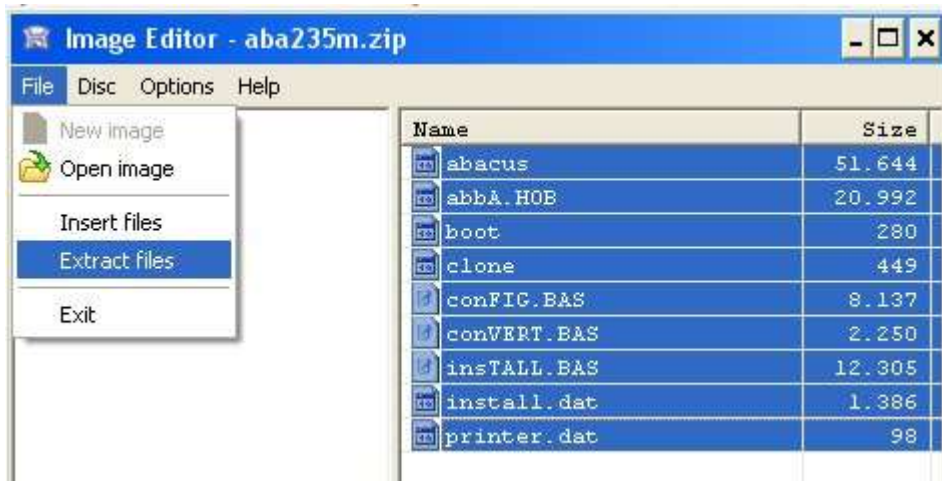 Image Editor - aba235m.zip
File Disc Options Help
New image
Open image
Insert files
Extract files
Exit
Name Size
abacus 51.644
abbA.HOB 20.992
boot 280
clone 449
conFIG.BAS 8.137
conVERT.BAS 2.250
insTALL.BAS 12.305
install.dat 1.386
printer.dat 98